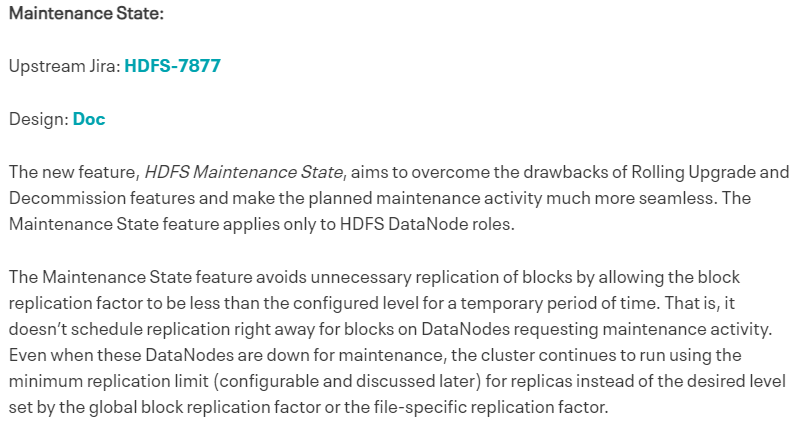 Maintenance State:
Upstream Jira: HDFS-7877
Design: Doc
The new feature, HDFS Maintenance State, aims to overcome the drawbacks of Rolling Upgrade and
Decommission features and make the planned maintenance activity much more seamless. The
Maintenance State feature applies only to HDFS DataNode roles.
The Maintenance State feature avoids unnecessary replication of blocks by allowing the block
replication factor to be less than the configured level for a temporary period of time. That is, it
doesn’t schedule replication right away for blocks on DataNodes requesting maintenance activity.
Even when these DataNodes are down for maintenance, the cluster continues to run using the
minimum replication limit (configurable and discussed later) for replicas instead of the desired level
set by the global block replication factor or the file-specific replication factor.